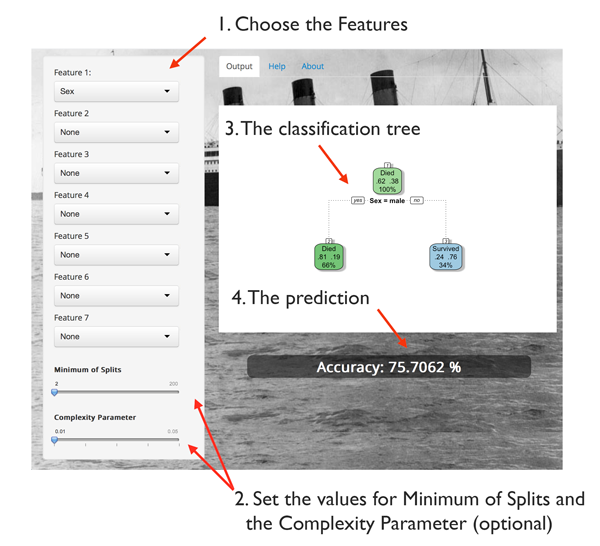 1. Choose the Features
Output Help About
Feature 1:
Sex
Feature 2
None
Feature 3
None
Feature 4
None
Feature 5
None
Feature 6
None
Feature 7
None
Minimum of Splits
2 200
Complexity Parameter
0.01 0.08
3. The classification tree
1
Died
.62 .38
100%
yes Sex = male no
2
Died
.81 .19
66%
3
Survived
.24 .76
34%
4. The prediction
Accuracy: 75.7062 %
2. Set the values for Minimum of Splits and
the Complexity Parameter (optional)